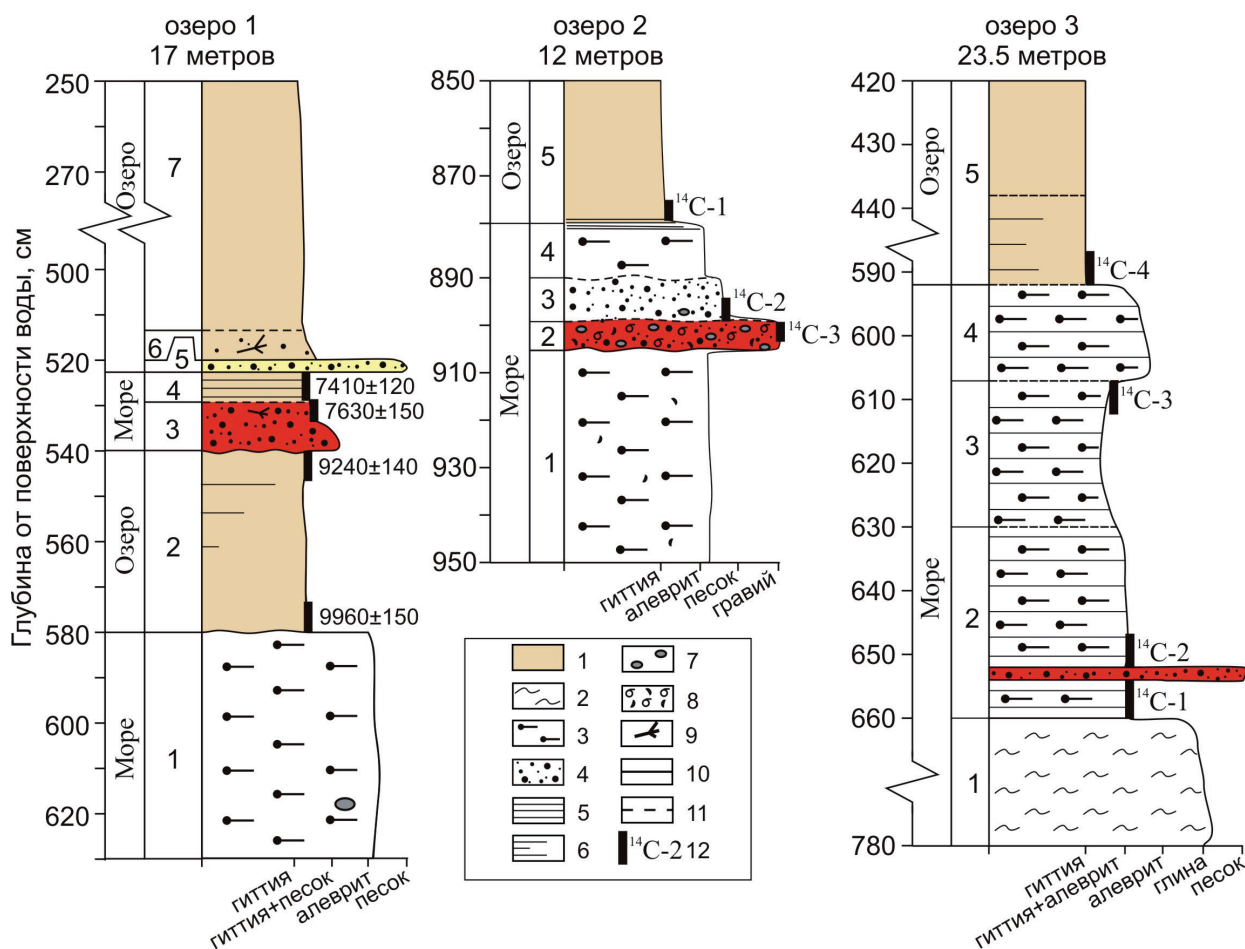 озеро 1
17 метров
Глубина от поверхности воды, см
250
270
500
520
540
560
580
600
620
Озеро
Море
Озеро
Море
7
6
5
4
3
2
1
7410±120
7630±150
9240±140
9960±150
гиттия
гиттия+песок
алеврит
песок
озеро 2
12 метров
850
870
890
910
930
950
Озеро
Море
5
4
3
2
1
¹⁴C-1
¹⁴C-2
¹⁴C-3
гиттия
алеврит
песок
гравий
1
2
3
4
5
6
7
8
9
10
11
¹⁴C-2 12
озеро 3
23.5 метров
420
430
440
590
600
610
620
630
640
650
660
780
Озеро
Море
5
4
3
2
1
¹⁴C-4
¹⁴C-3
¹⁴C-2
¹⁴C-1
гиттия
гиттия+алеврит
алеврит
глина
песок